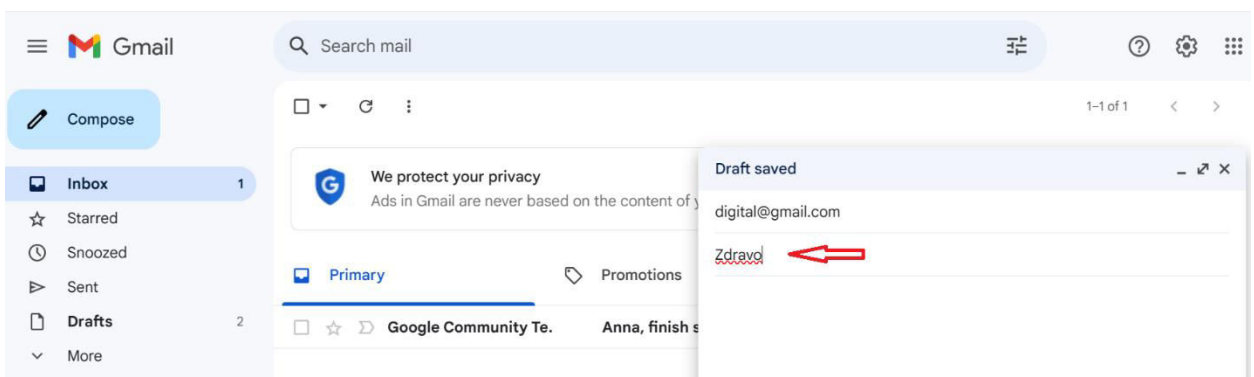 Gmail
Search mail
Compose
1–1 of 1
Inbox 1
Starred
Snoozed
Sent
Drafts 2
More
We protect your privacy
Ads in Gmail are never based on the content of
Primary
Promotions
Google Community Te. Anna, finish
Draft saved
digital@gmail.com
Zdravo